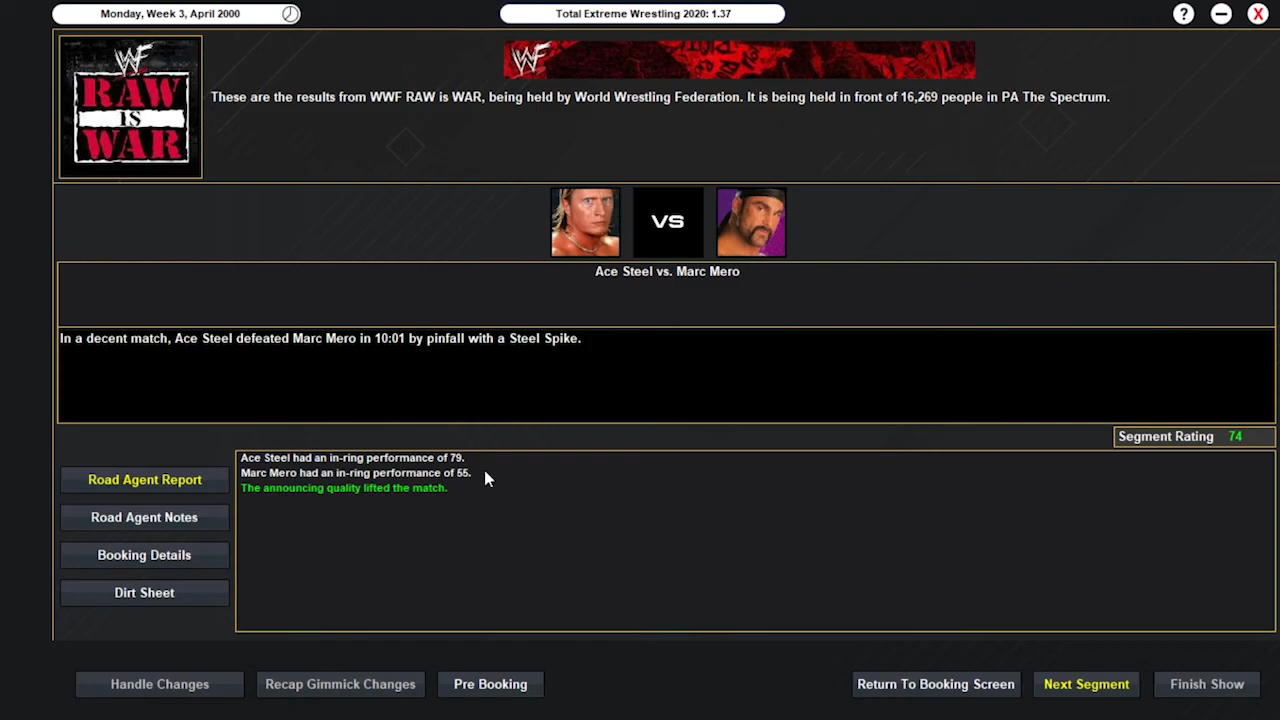 Monday, Week 3, April 2000
Total Extreme Wrestling 2020: 1.37
?
X
WF
RAW
IS
WAR
WF
These are the results from WWF RAW is WAR, being held by World Wrestling Federation. It is being held in front of 16,269 people in PA The Spectrum.
VS
Ace Steel vs. Marc Mero
In a decent match, Ace Steel defeated Marc Mero in 10:01 by pinfall with a Steel Spike.
Segment Rating 74
Ace Steel had an in-ring performance of 79.
Marc Mero had an in-ring performance of 55.
The announcing quality lifted the match.
Road Agent Report
Road Agent Notes
Booking Details
Dirt Sheet
Handle Changes
Recap Gimmick Changes
Pre Booking
Return To Booking Screen
Next Segment
Finish Show